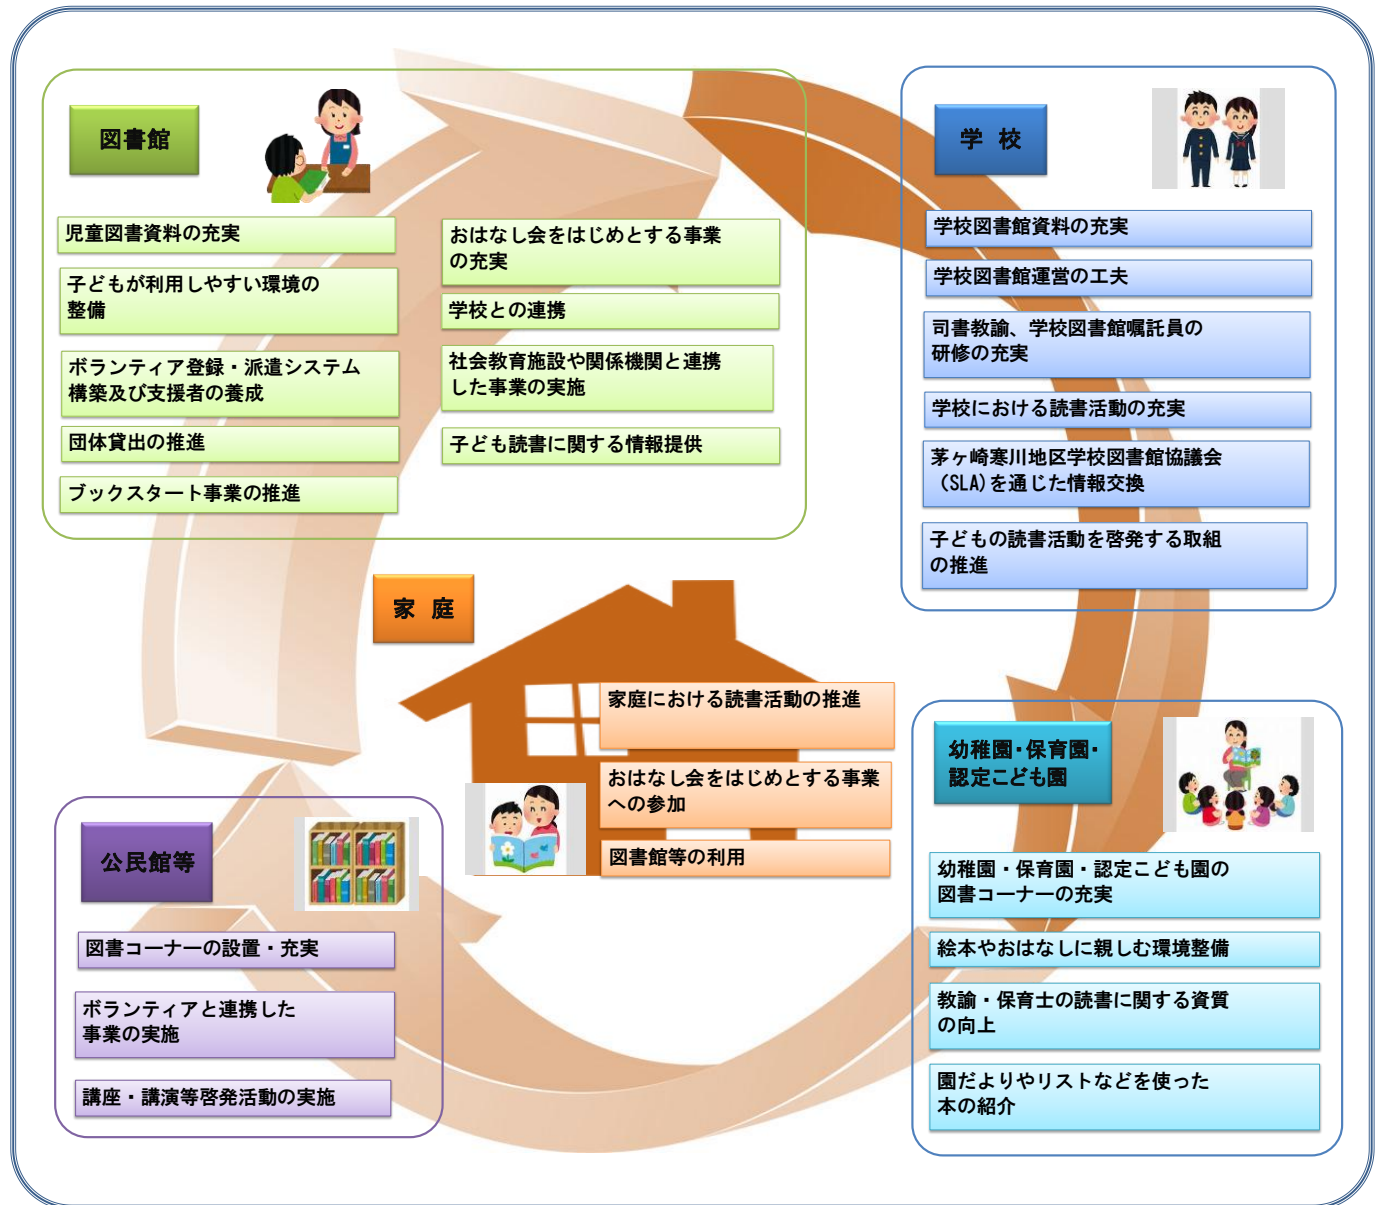 図書館
児童図書資料の充実
子どもが利用しやすい環境の
整備
ボランティア登録・派遣システム
構築及び支援者の養成
団体貸出の推進
ブックスタート事業の推進
おはなし会をはじめとする事業
の充実
学校との連携
社会教育施設や関係機関と連携
した事業の実施
子ども読書に関する情報提供
学 校
学校図書館資料の充実
学校図書館運営の工夫
司書教諭、学校図書館嘱託員の
研修の充実
学校における読書活動の充実
茅ヶ崎寒川地区学校図書館協議会
（SLA)を通じた情報交換
子どもの読書活動を啓発する取組
の推進
家 庭
家庭における読書活動の推進
おはなし会をはじめとする事業
への参加
図書館等の利用
幼稚園・保育園・
認定こども園
幼稚園・保育園・認定こども園の
図書コーナーの充実
絵本やおはなしに親しむ環境整備
教諭・保育士の読書に関する資質
の向上
園だよりやリストなどを使った
本の紹介
公民館等
図書コーナーの設置・充実
ボランティアと連携した
事業の実施
講座・講演等啓発活動の実施